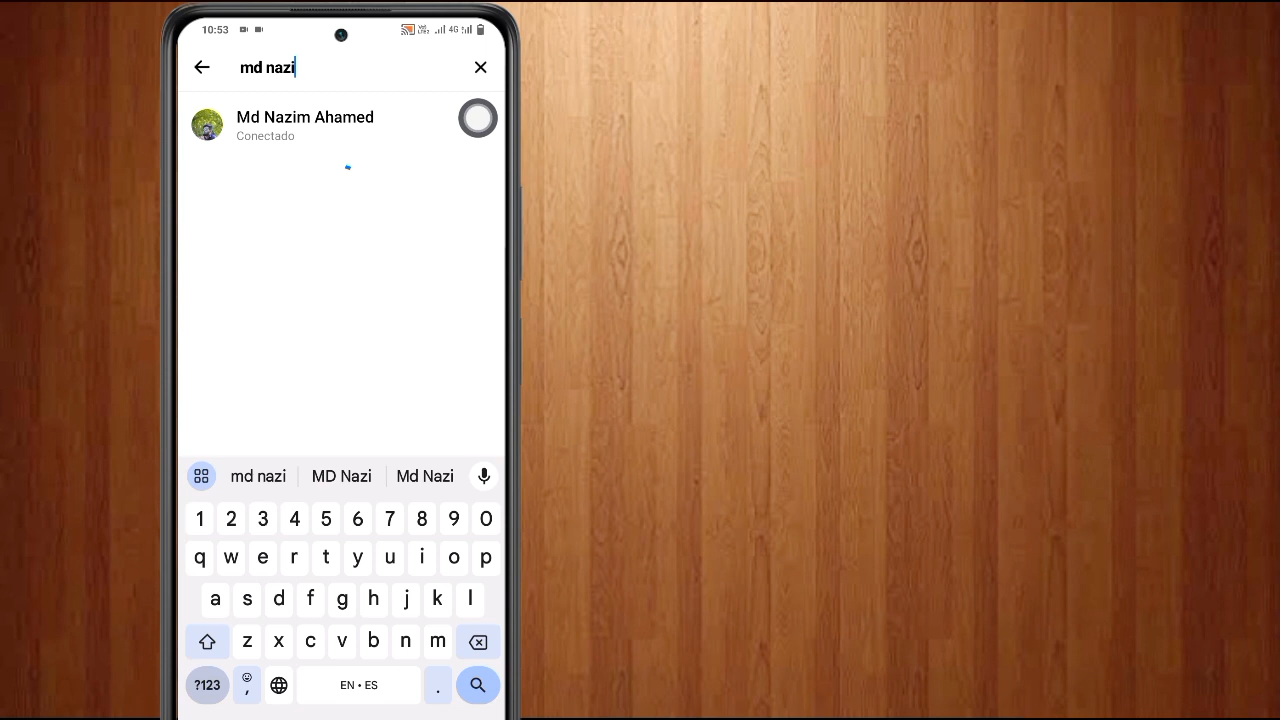 10:53 4G
md nazi
Md Nazim Ahamed
Conectado
md nazi MD Nazi Md Nazi
1 2 3 4 5 6 7 8 9 0
q w e r t y u i o p
a s d f g h j k l
z x c v b n m
?123 , EN • ES .